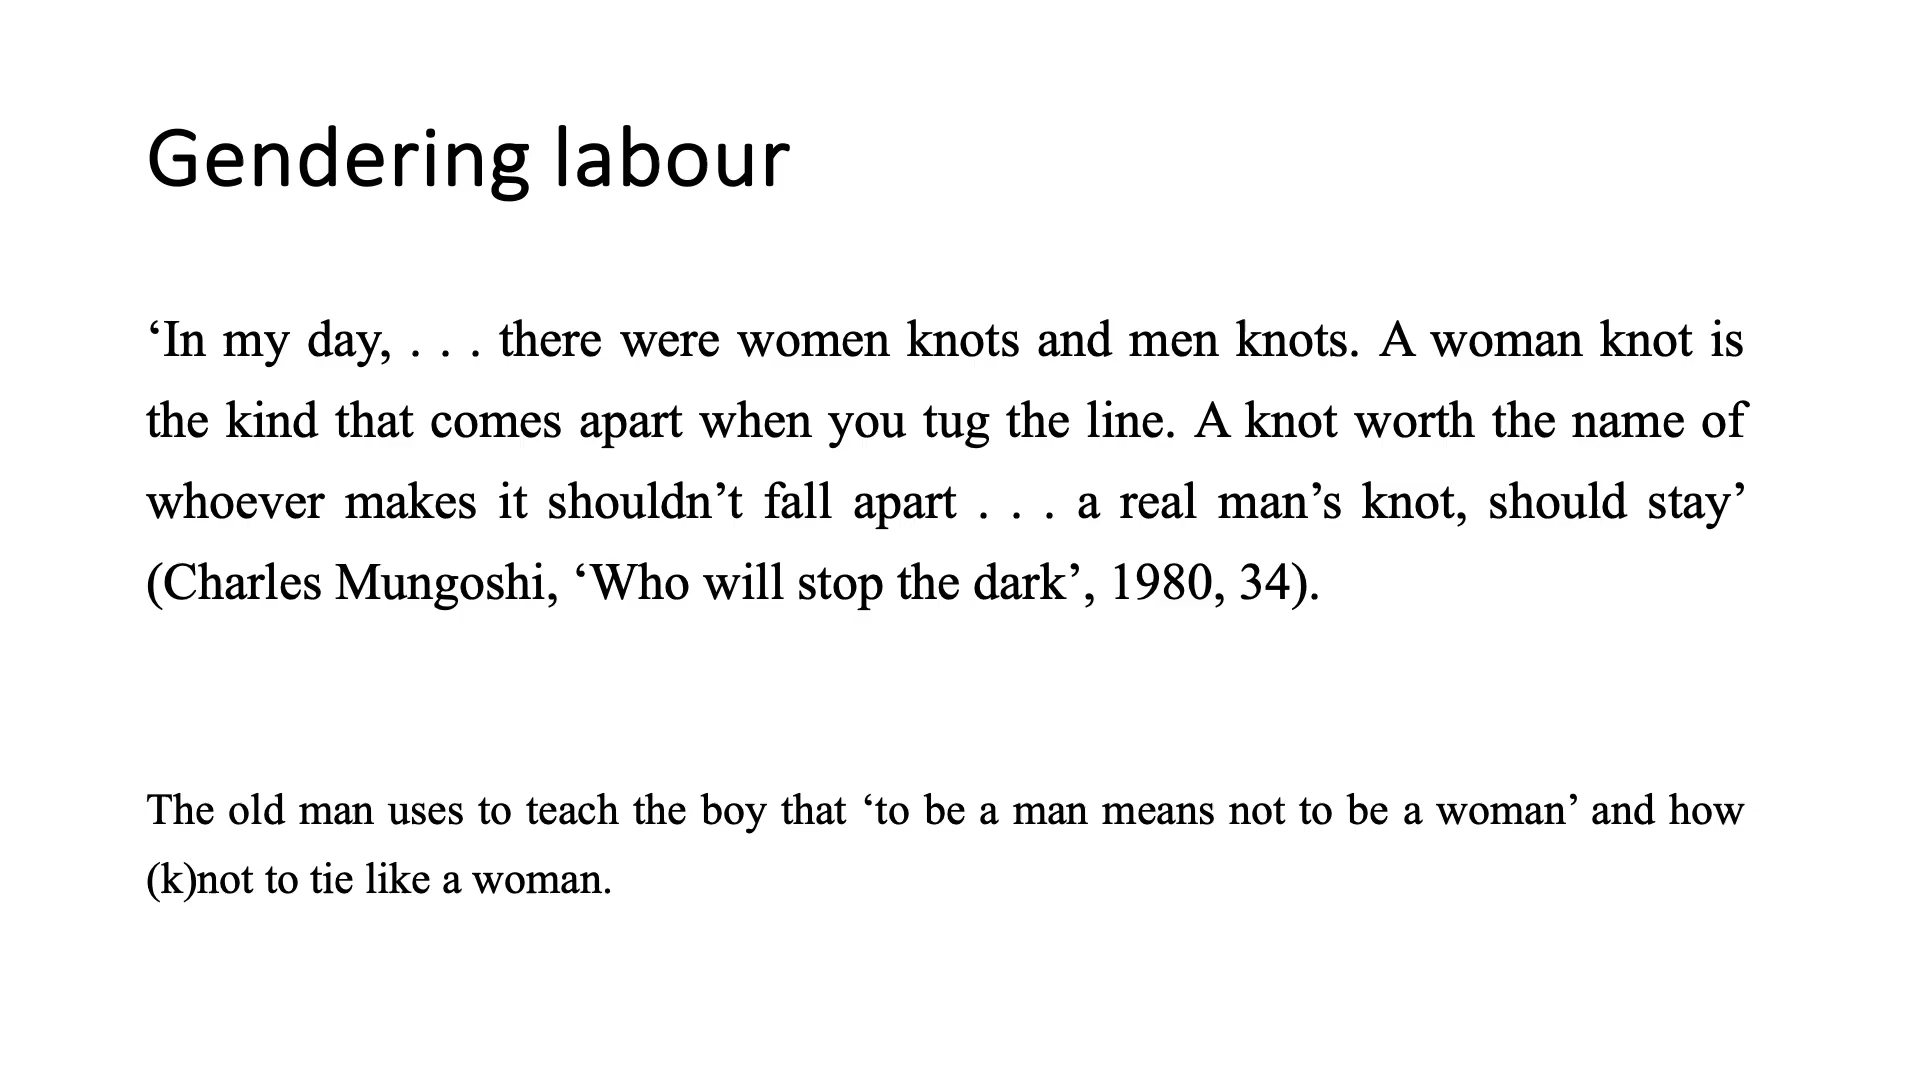 Gendering labour
‘In my day, . . . there were women knots and men knots. A woman knot is
the kind that comes apart when you tug the line. A knot worth the name of
whoever makes it shouldn’t fall apart . . . a real man’s knot, should stay’
(Charles Mungoshi, ‘Who will stop the dark’, 1980, 34).
The old man uses to teach the boy that ‘to be a man means not to be a woman’ and how
(k)not to tie like a woman.